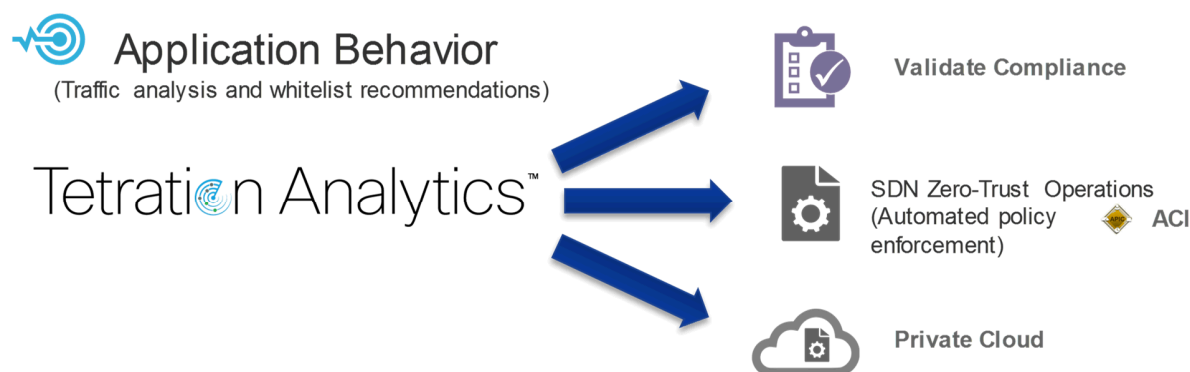 Application Behavior
(Traffic analysis and whitelist recommendations)
Tetration Analytics™
Validate Compliance
SDN Zero-Trust Operations
(Automated policy
enforcement)
APIC
ACI
Private Cloud